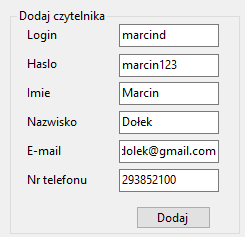 Dodaj czytelnika
Login marcind
Haslo marcin123
Imie Marcin
Nazwisko Dołek
E-mail dolek@gmail.com
Nr telefonu 293852100
Dodaj